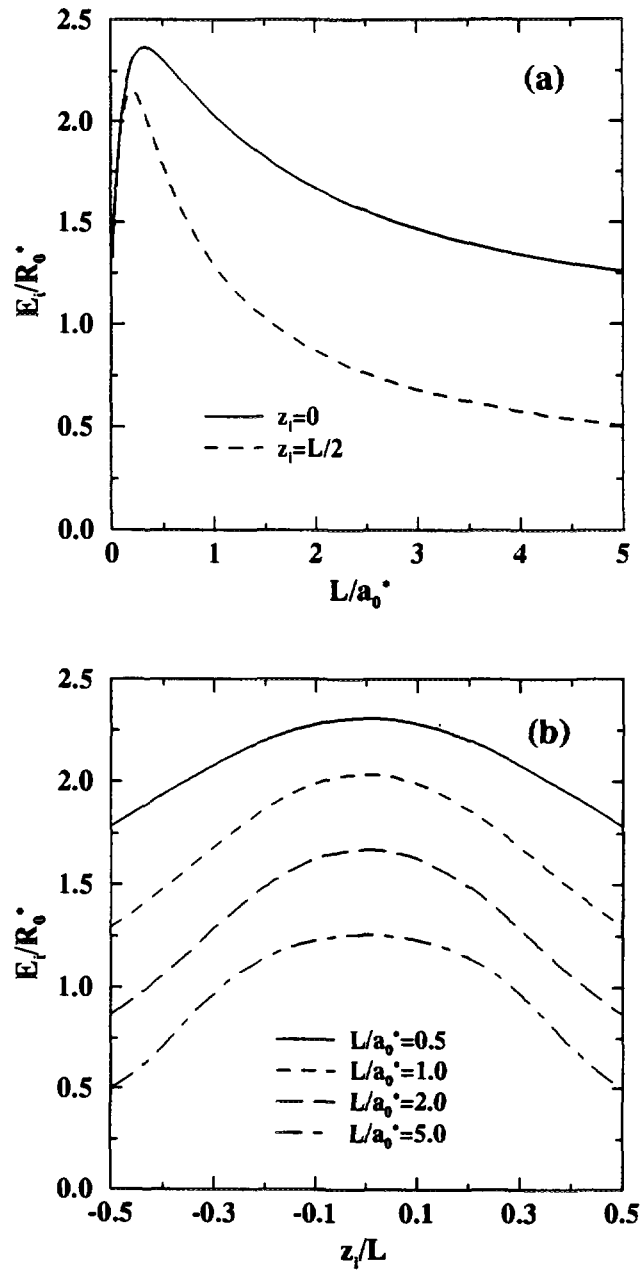 (a)
2.5
2.0
1.5
1.0
0.5
0.0
E_i/R_0^*
z_i=0
z_i=L/2
0 1 2 3 4 5
L/a_0^*
(b)
2.5
2.0
1.5
1.0
0.5
0.0
E_i/R_0^*
L/a_0^*=0.5
L/a_0^*=1.0
L/a_0^*=2.0
L/a_0^*=5.0
-0.5 -0.3 -0.1 0.1 0.3 0.5
z_i/L